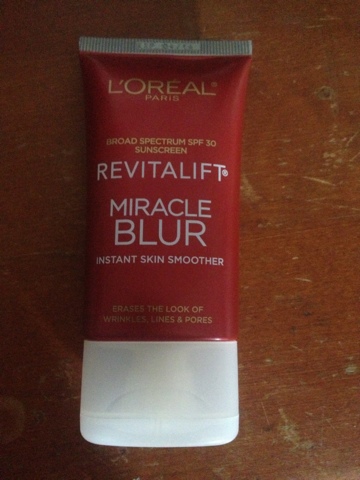 L'ORÉAL®
PARIS
BROAD SPECTRUM SPF 30
SUNSCREEN
REVITALIFT®
MIRACLE
BLUR
INSTANT SKIN SMOOTHER
ERASES THE LOOK OF
WRINKLES, LINES & PORES